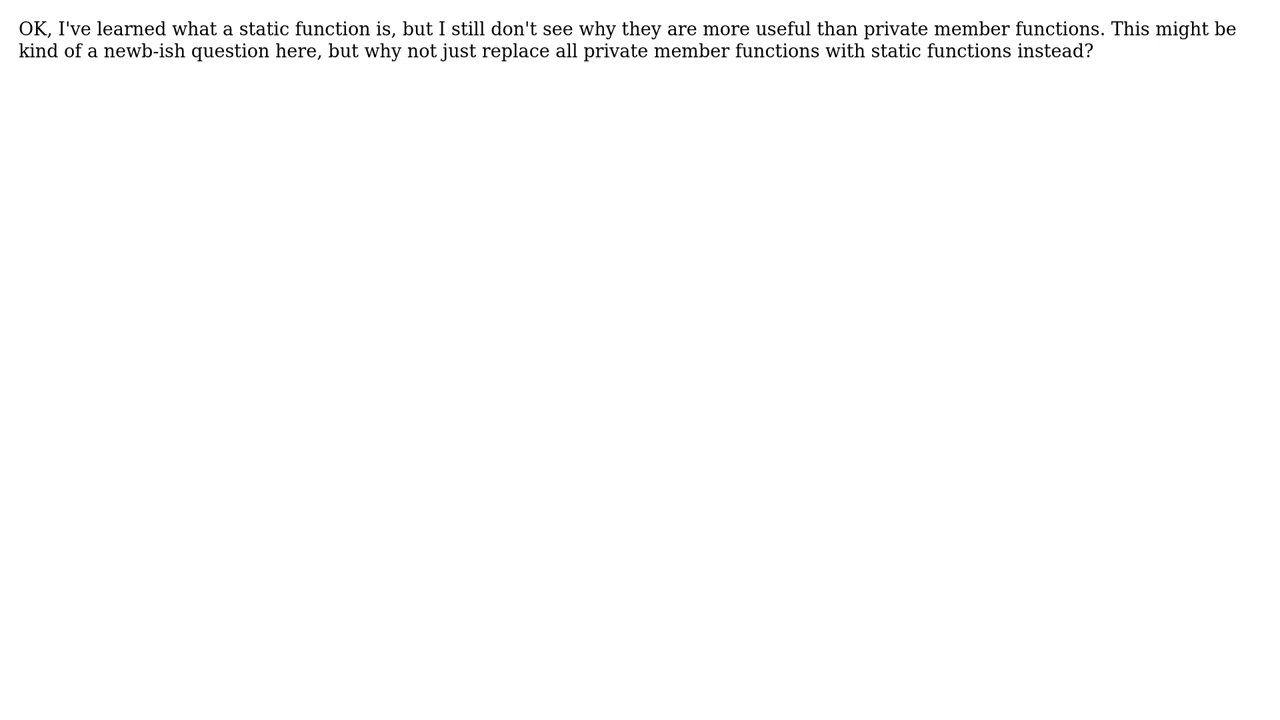 OK, I've learned what a static function is, but I still don't see why they are more useful than private member functions. This might be
kind of a newb-ish question here, but why not just replace all private member functions with static functions instead?